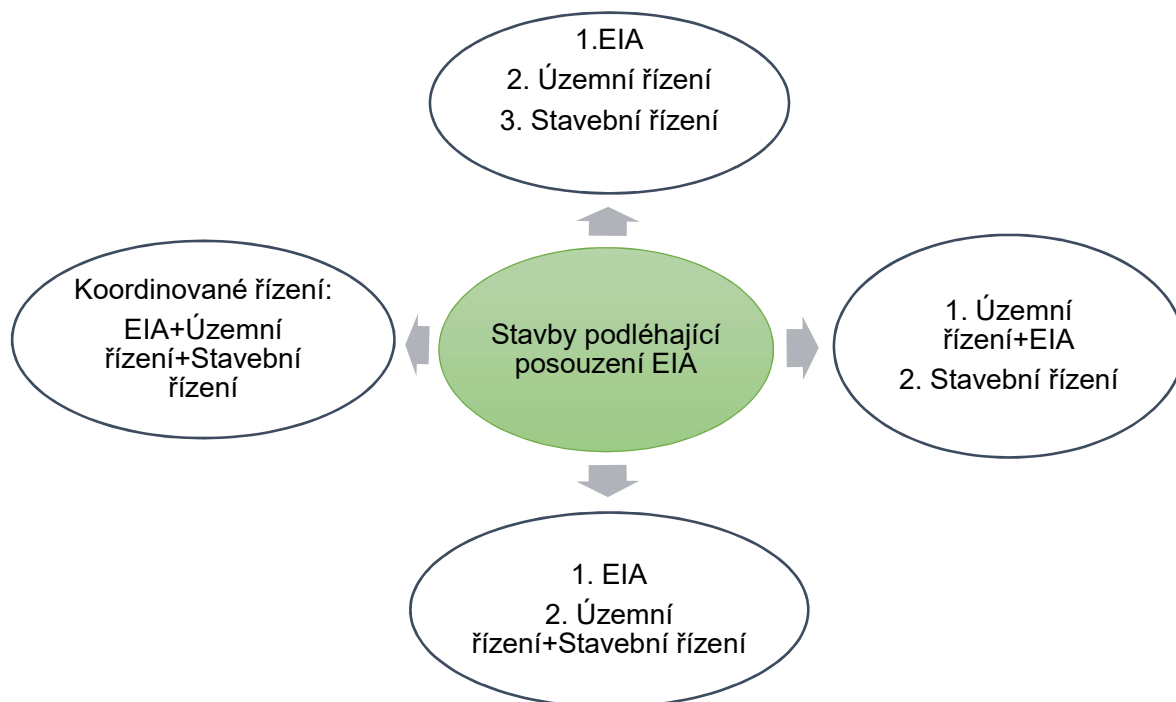 1.EIA
2. Územní řízení
3. Stavební řízení
Koordinované řízení:
EIA+Územní
řízení+Stavební
řízení
Stavby podléhající
posouzení EIA
1. Územní
řízení+EIA
2. Stavební řízení
1. EIA
2. Územní
řízení+Stavební řízení